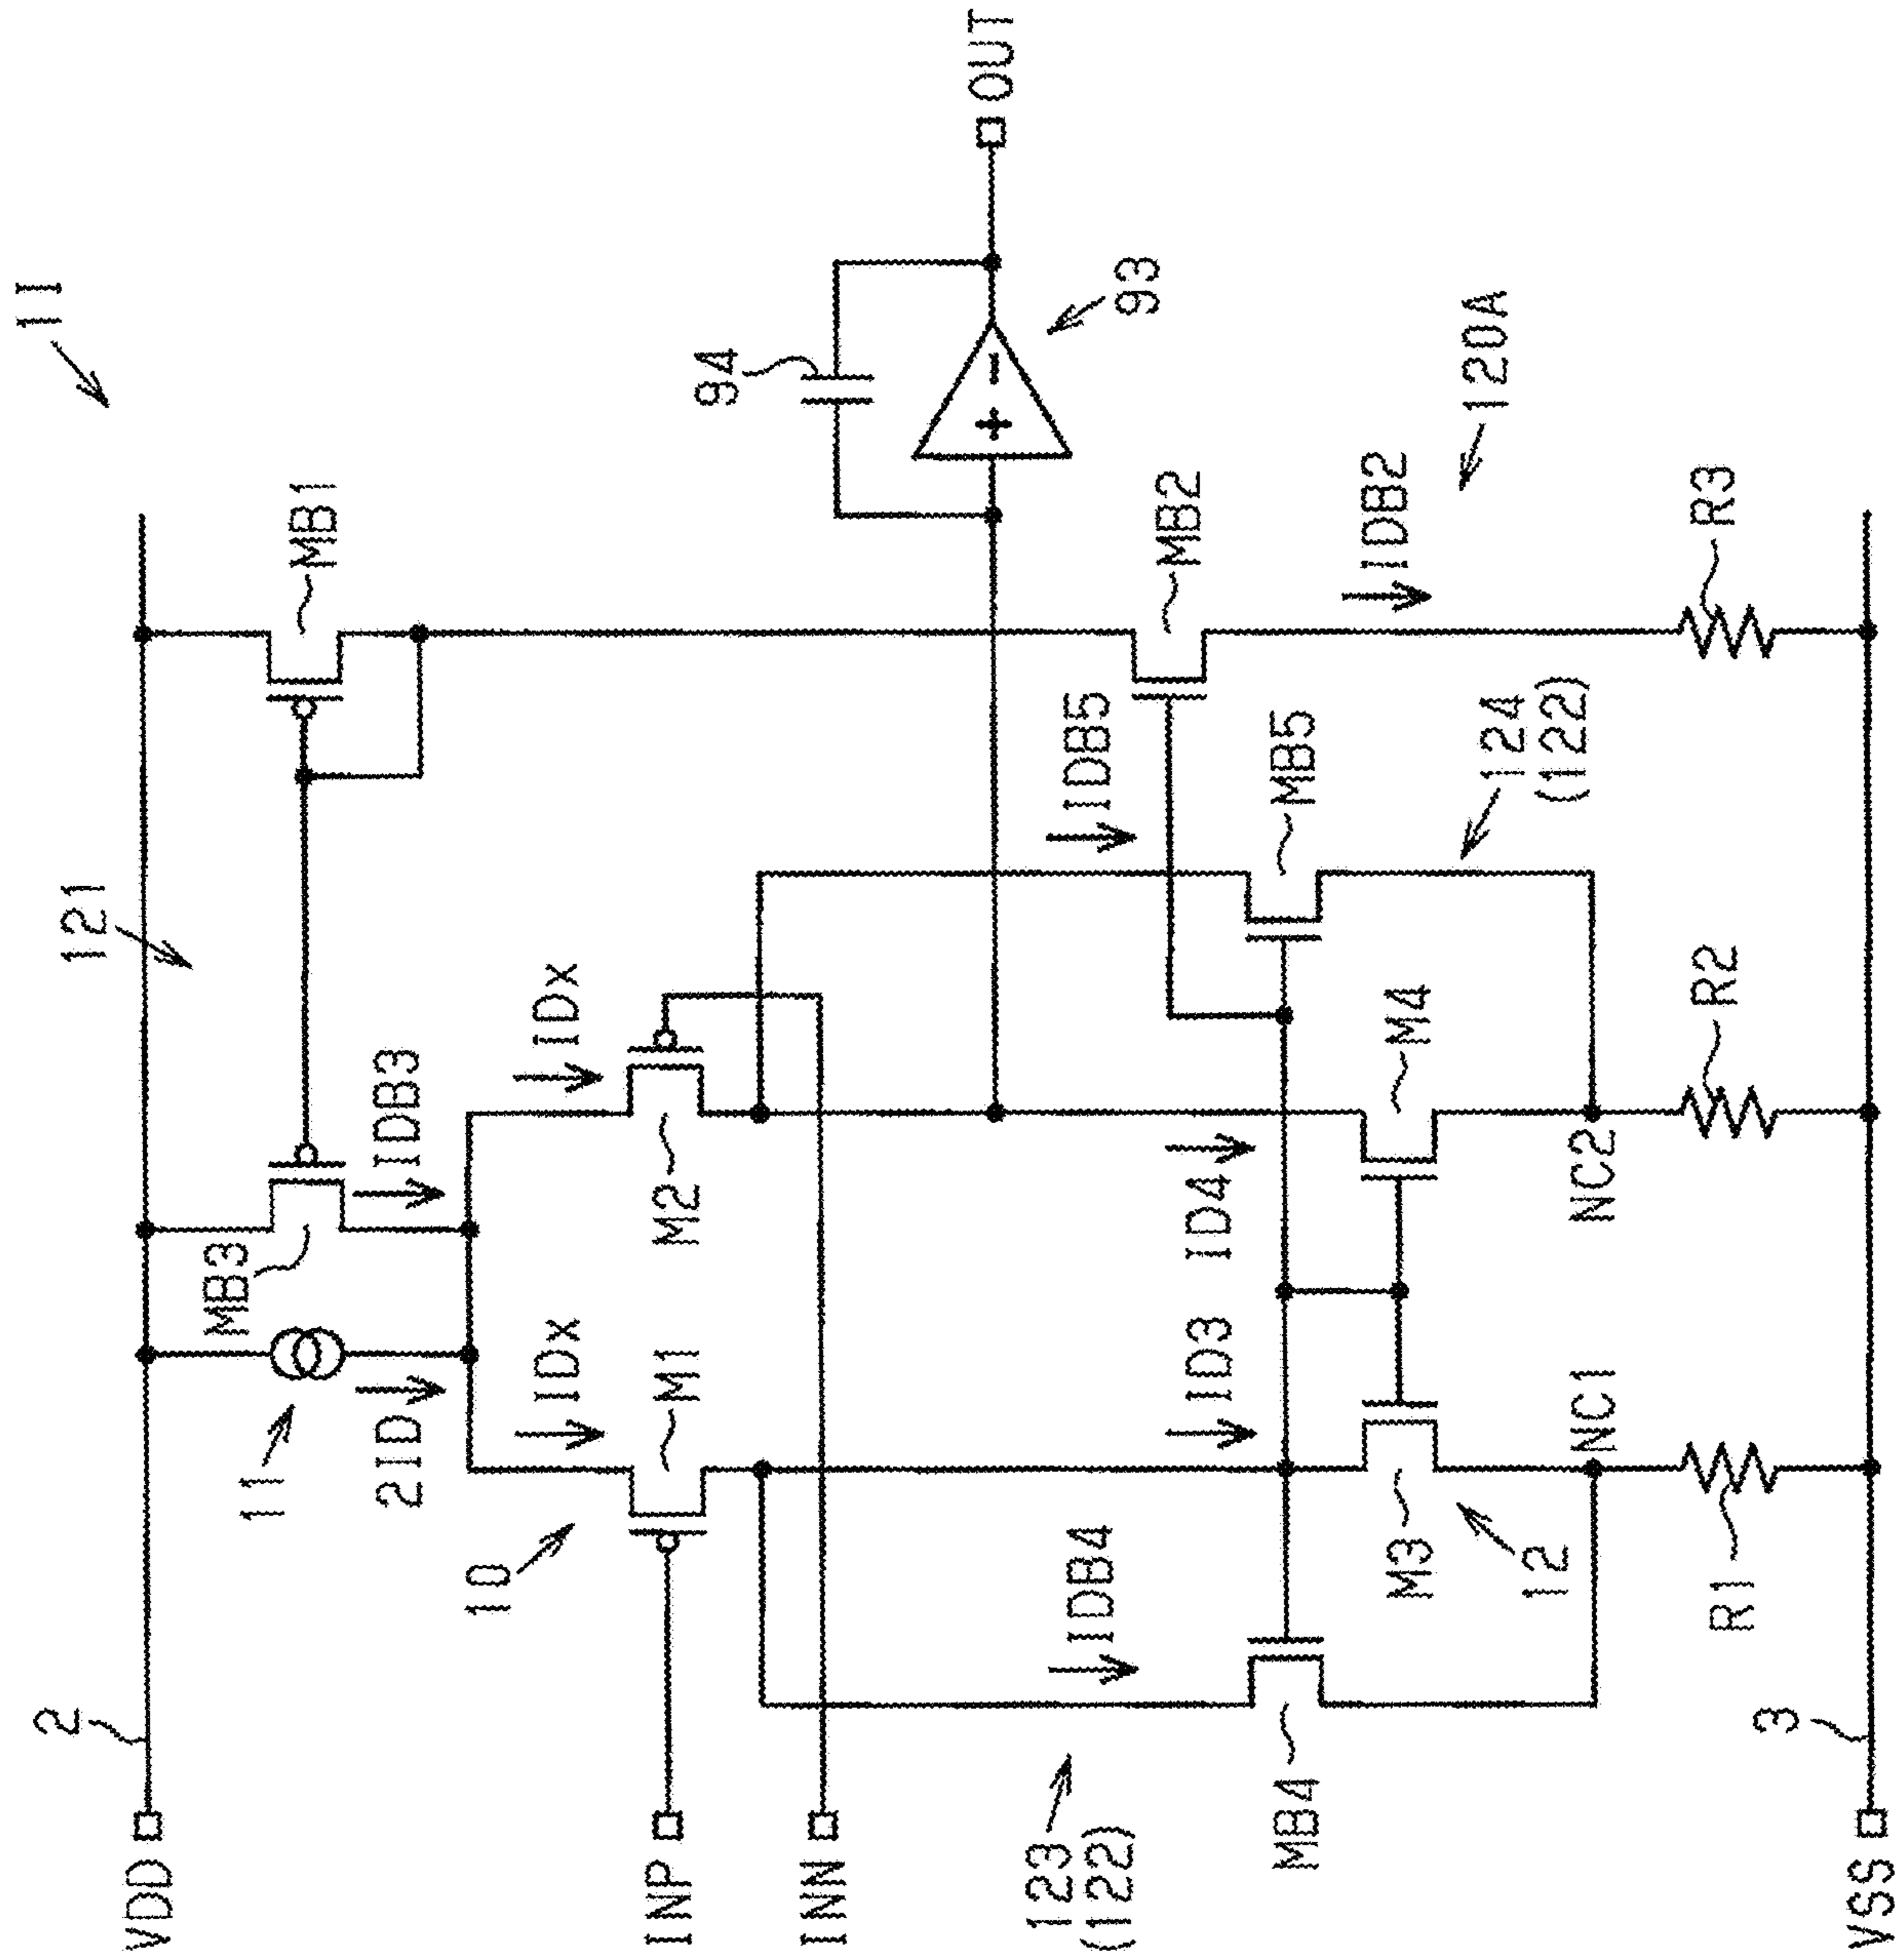 1I
2
121
VDD
MB3
11
MB1
2ID
IDB3
10
IDx
IDx
INP
M1
M2
94
INN
OUT
123
(122)
IDB4
IDB5
93
ID3
ID4
MB2
MB4
MB5
IDB2
M3
M4
120A
12
124
(122)
NC1
NC2
R1
R2
R3
3
VSS